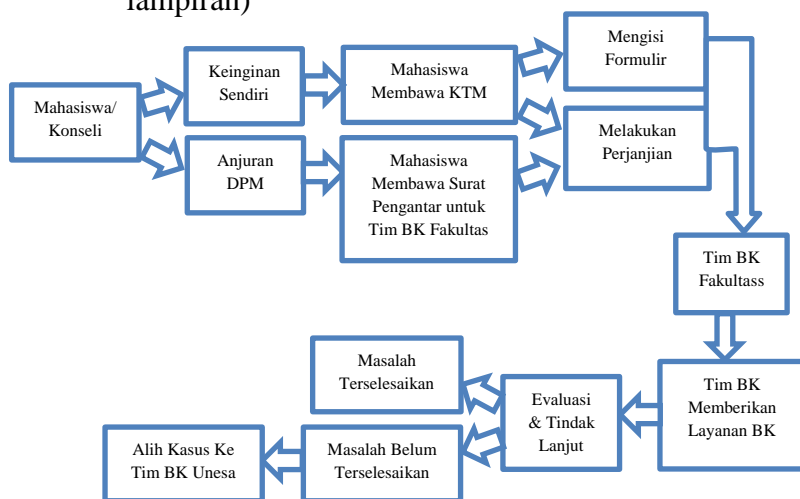 lampiran)
Mahasiswa/
Konseli
Keinginan
Sendiri
Anjuran
DPM
Mahasiswa
Membawa KTM
Mahasiswa
Membawa Surat
Pengantar untuk
Tim BK Fakultas
Mengisi
Formulir
Melakukan
Perjanjian
Tim BK
Fakultass
Tim BK
Memberikan
Layanan BK
Evaluasi
& Tindak
Lanjut
Masalah
Terselesaikan
Masalah Belum
Terselesaikan
Alih Kasus Ke
Tim BK Unesa